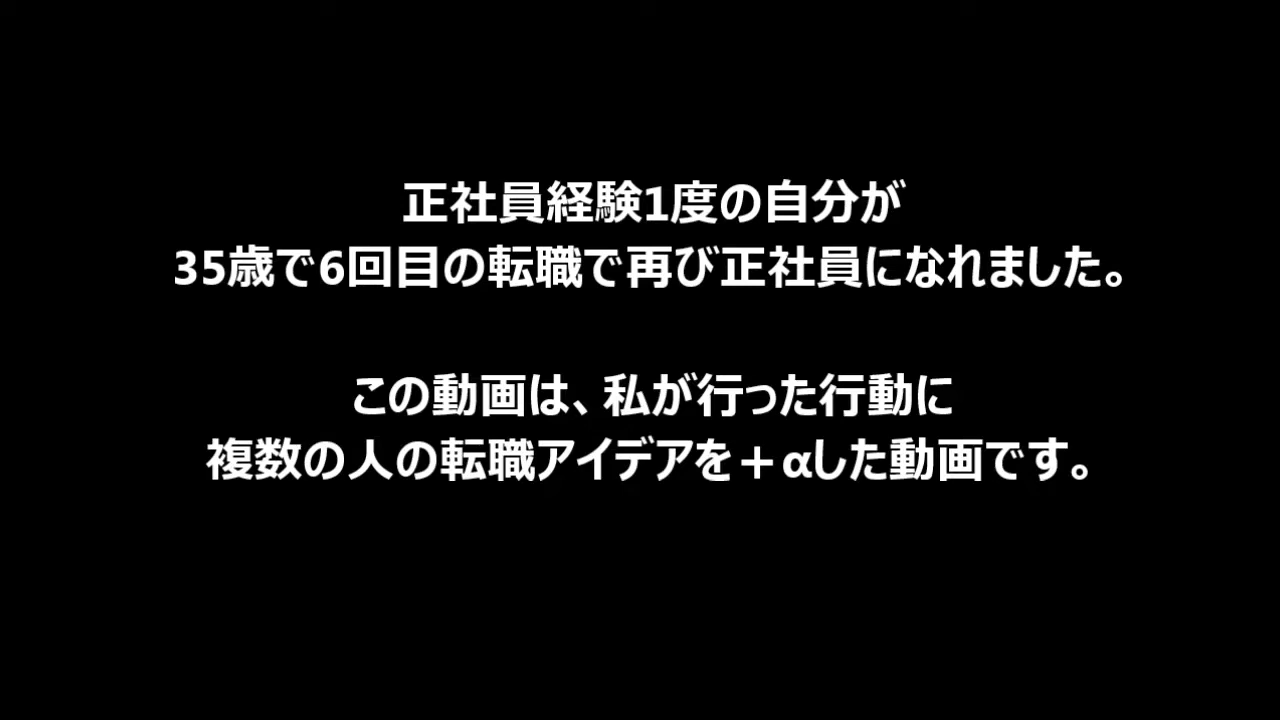 正社員経験1度の自分が
35歳で6回目の転職で再び正社員になれました。
この動画は、私が行った行動に
複数の人の転職アイデアを＋αした動画です。